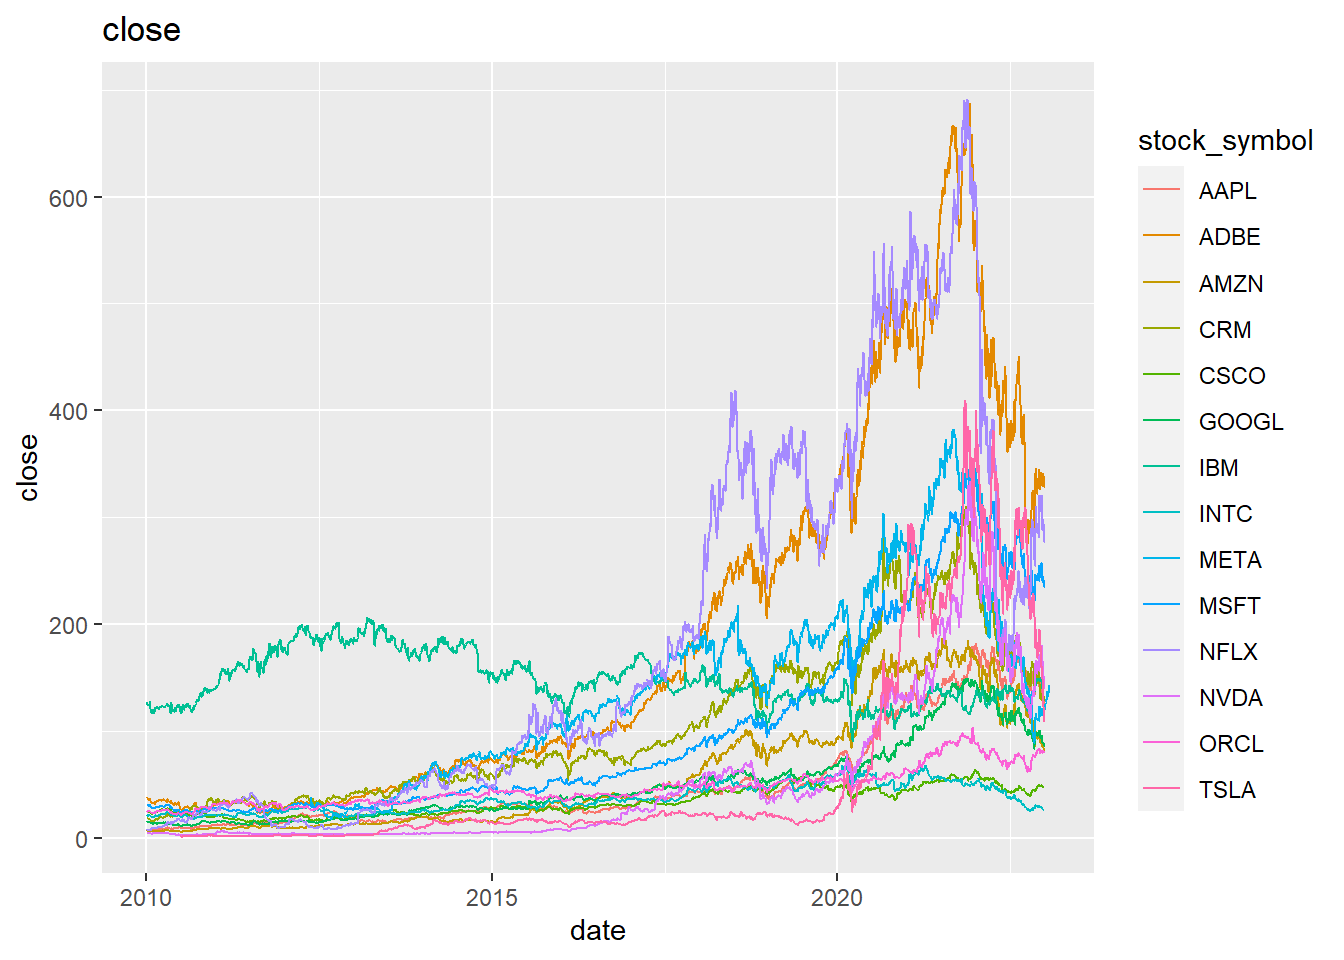 close
close
600
400
200
0
2010
2015
2020
date
stock_symbol
AAPL
ADBE
AMZN
CRM
CSCO
GOOGL
IBM
INTC
META
MSFT
NFLX
NVDA
ORCL
TSLA